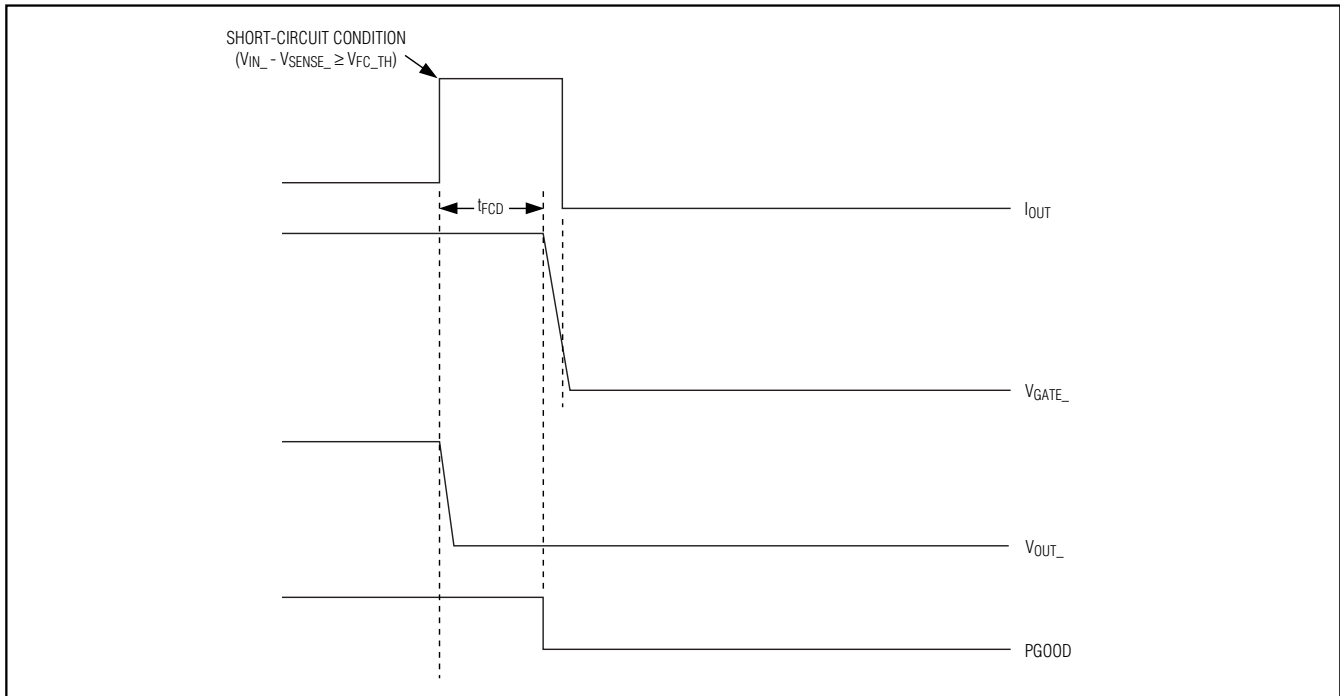 SHORT-CIRCUIT CONDITION
(VIN_ - VSENSE_ ≥ VFC_TH)
tFCD
IOUT
VGATE_
VOUT_
PGOOD